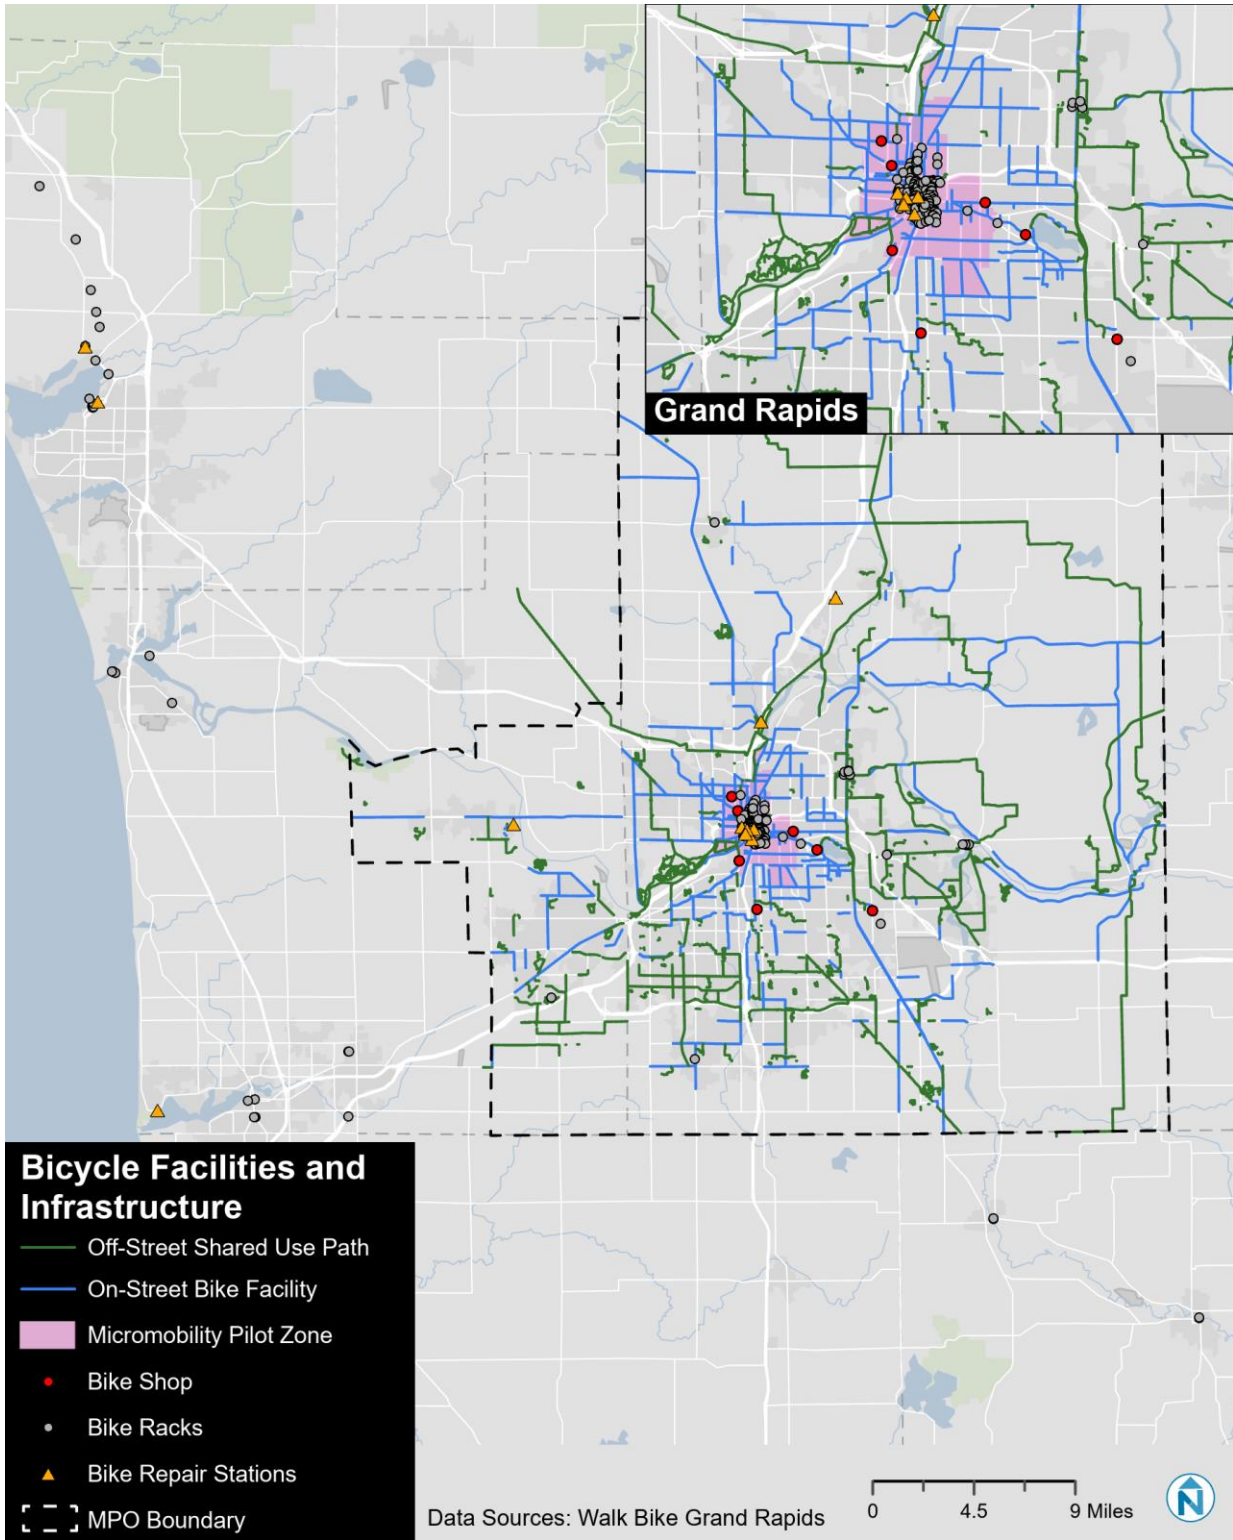 Grand Rapids
Bicycle Facilities and
Infrastructure
Off-Street Shared Use Path
On-Street Bike Facility
Micromobility Pilot Zone
Bike Shop
Bike Racks
Bike Repair Stations
MPO Boundary
Data Sources: Walk Bike Grand Rapids
0 4.5 9 Miles
N